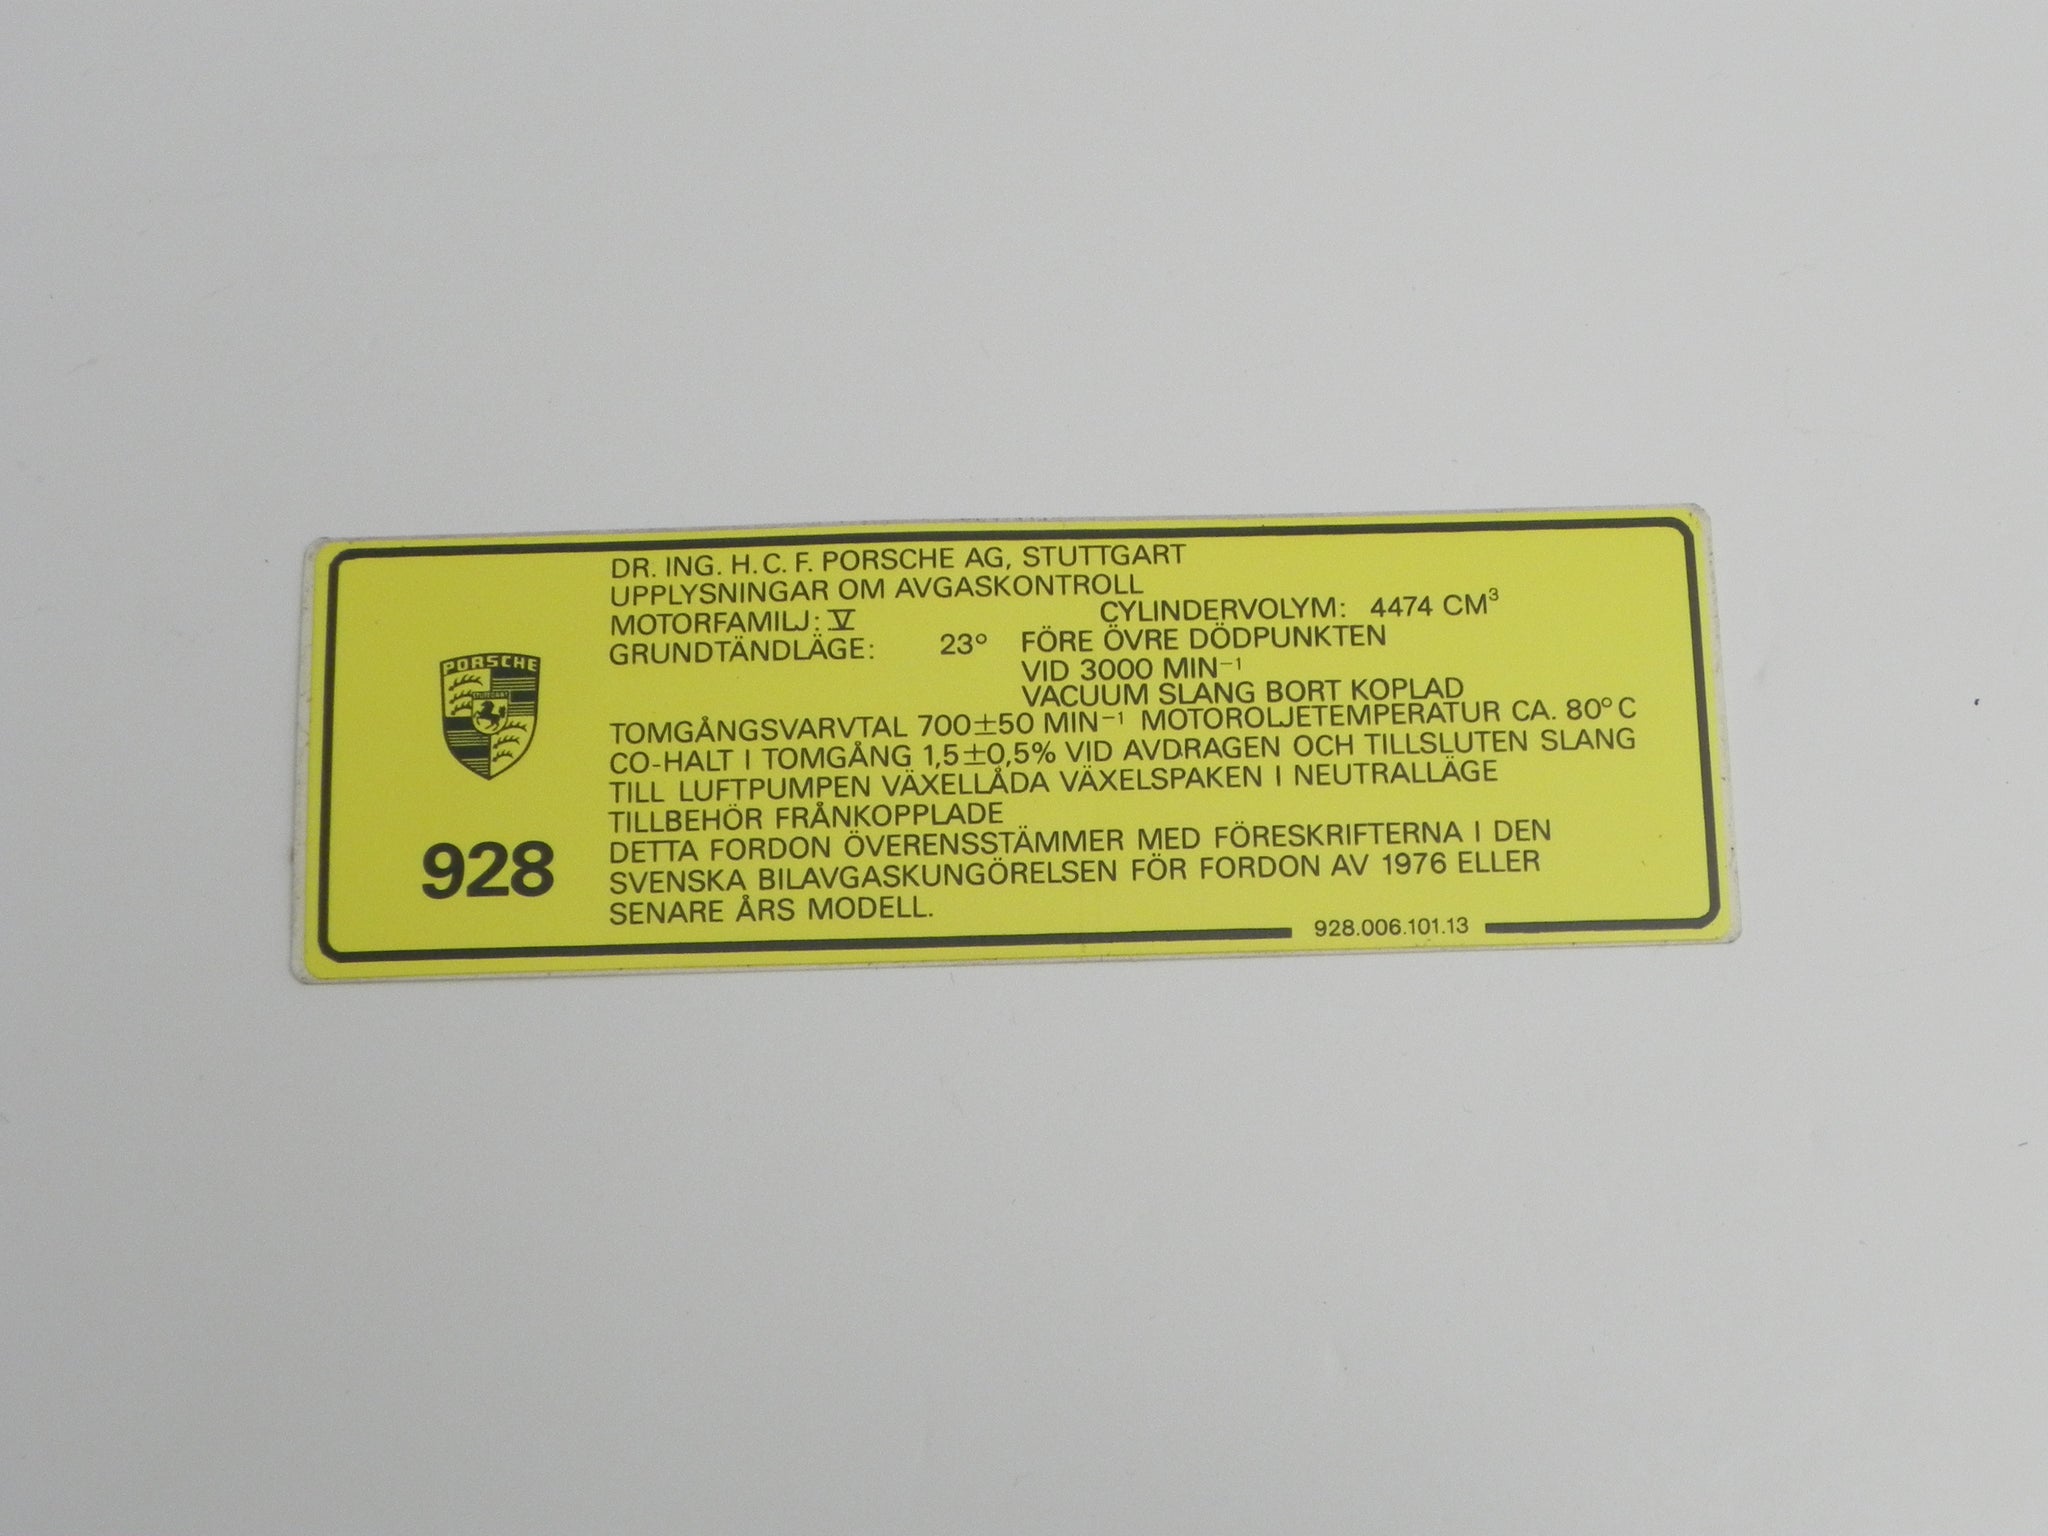 DR. ING. H.C. F. PORSCHE AG, STUTTGART
UPPLYSNINGAR OM AVGASKONTROLL
MOTORFAMILJ: V CYLINDERVOLYM: 4474 CM³
GRUNDTÄNDLÄGE: 23° FÖRE ÖVRE DÖDPUNKTEN
VID 3000 MIN⁻¹
VACUUM SLANG BORT KOPLAD
TOMGÅNGSVARVTAL 700±50 MIN⁻¹ MOTOROLJETEMPERATUR CA. 80° C
CO-HALT I TOMGÅNG 1,5±0,5% VID AVDRAGEN OCH TILLSLUTEN SLANG
TILL LUFTPUMPEN VÄXELLÅDA VÄXELSPAKEN I NEUTRALLÄGE
TILLBEHÖR FRÅNKOPPLADE
DETTA FORDON ÖVERENSSTÄMMER MED FÖRESKRIFTERNA I DEN
SVENSKA BILAVGASKUNGÖRELSEN FÖR FORDON AV 1976 ELLER
SENARE ÅRS MODELL.
PORSCHE
STUTTGART
928
928.006.101.13